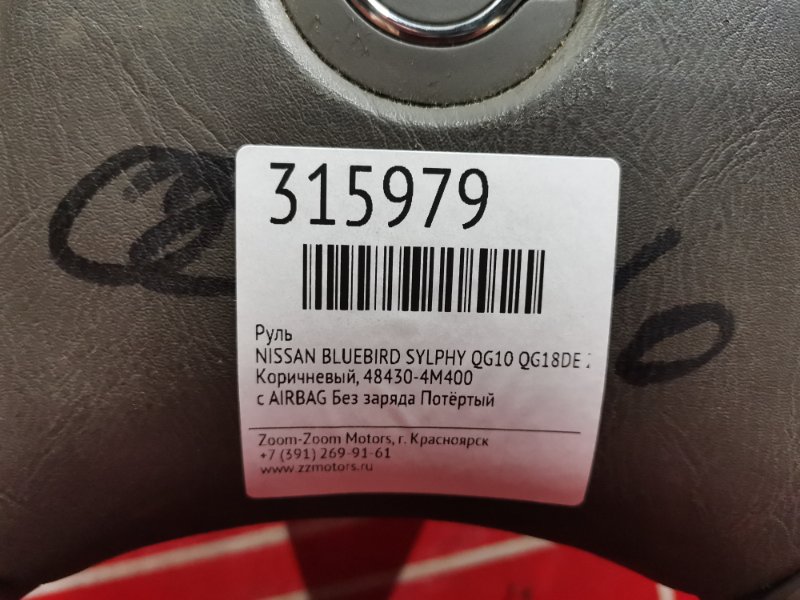 315979
Руль
NISSAN BLUEBIRD SYLPHY QG10 QG18DE
Коричневый, 48430-4M400
с AIRBAG Без заряда Потёртый
Zoom-Zoom Motors, г. Красноярск
+7 (391) 269-91-61
www.zzmotors.ru